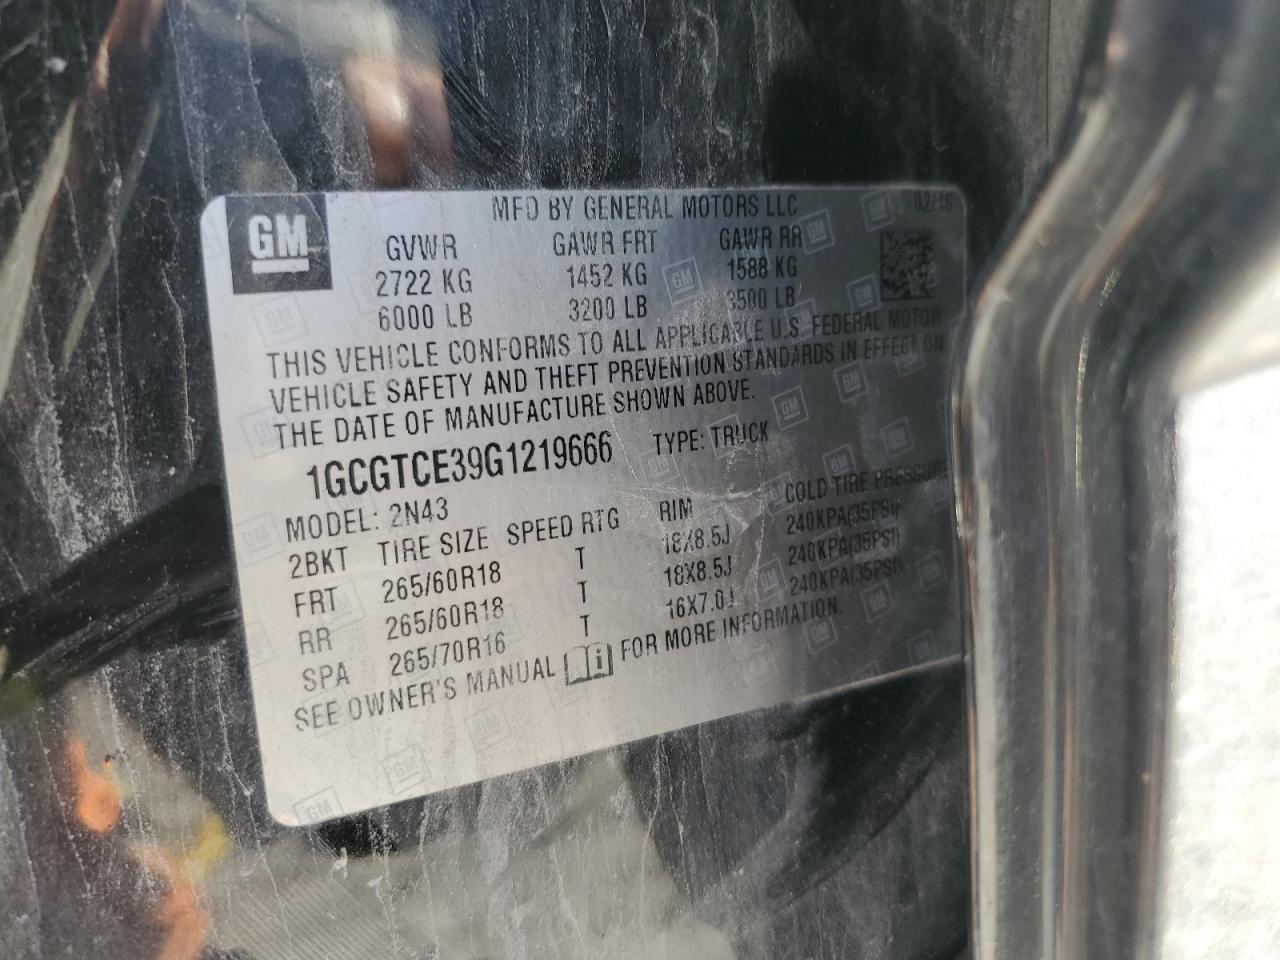 GM
MFD BY GENERAL MOTORS LLC 02/16
GVWR GAWR FRT GAWR RR
2722 KG 1452 KG 1588 KG
6000 LB 3200 LB 3500 LB
THIS VEHICLE CONFORMS TO ALL APPLICABLE U.S. FEDERAL MOTOR
VEHICLE SAFETY AND THEFT PREVENTION STANDARDS IN EFFECT ON
THE DATE OF MANUFACTURE SHOWN ABOVE.
1GCGTCE39G1219666 TYPE: TRUCK
MODEL: 2N43
2BKT TIRE SIZE SPEED RTG RIM COLD TIRE PRESSURE
FRT 265/60R18 T 18X8.5J 240KPA(35PSI)
RR 265/60R18 T 18X8.5J 240KPA(35PSI)
SPA 265/70R16 T 16X7.0J 240KPA(35PSI)
SEE OWNER'S MANUAL i FOR MORE INFORMATION.